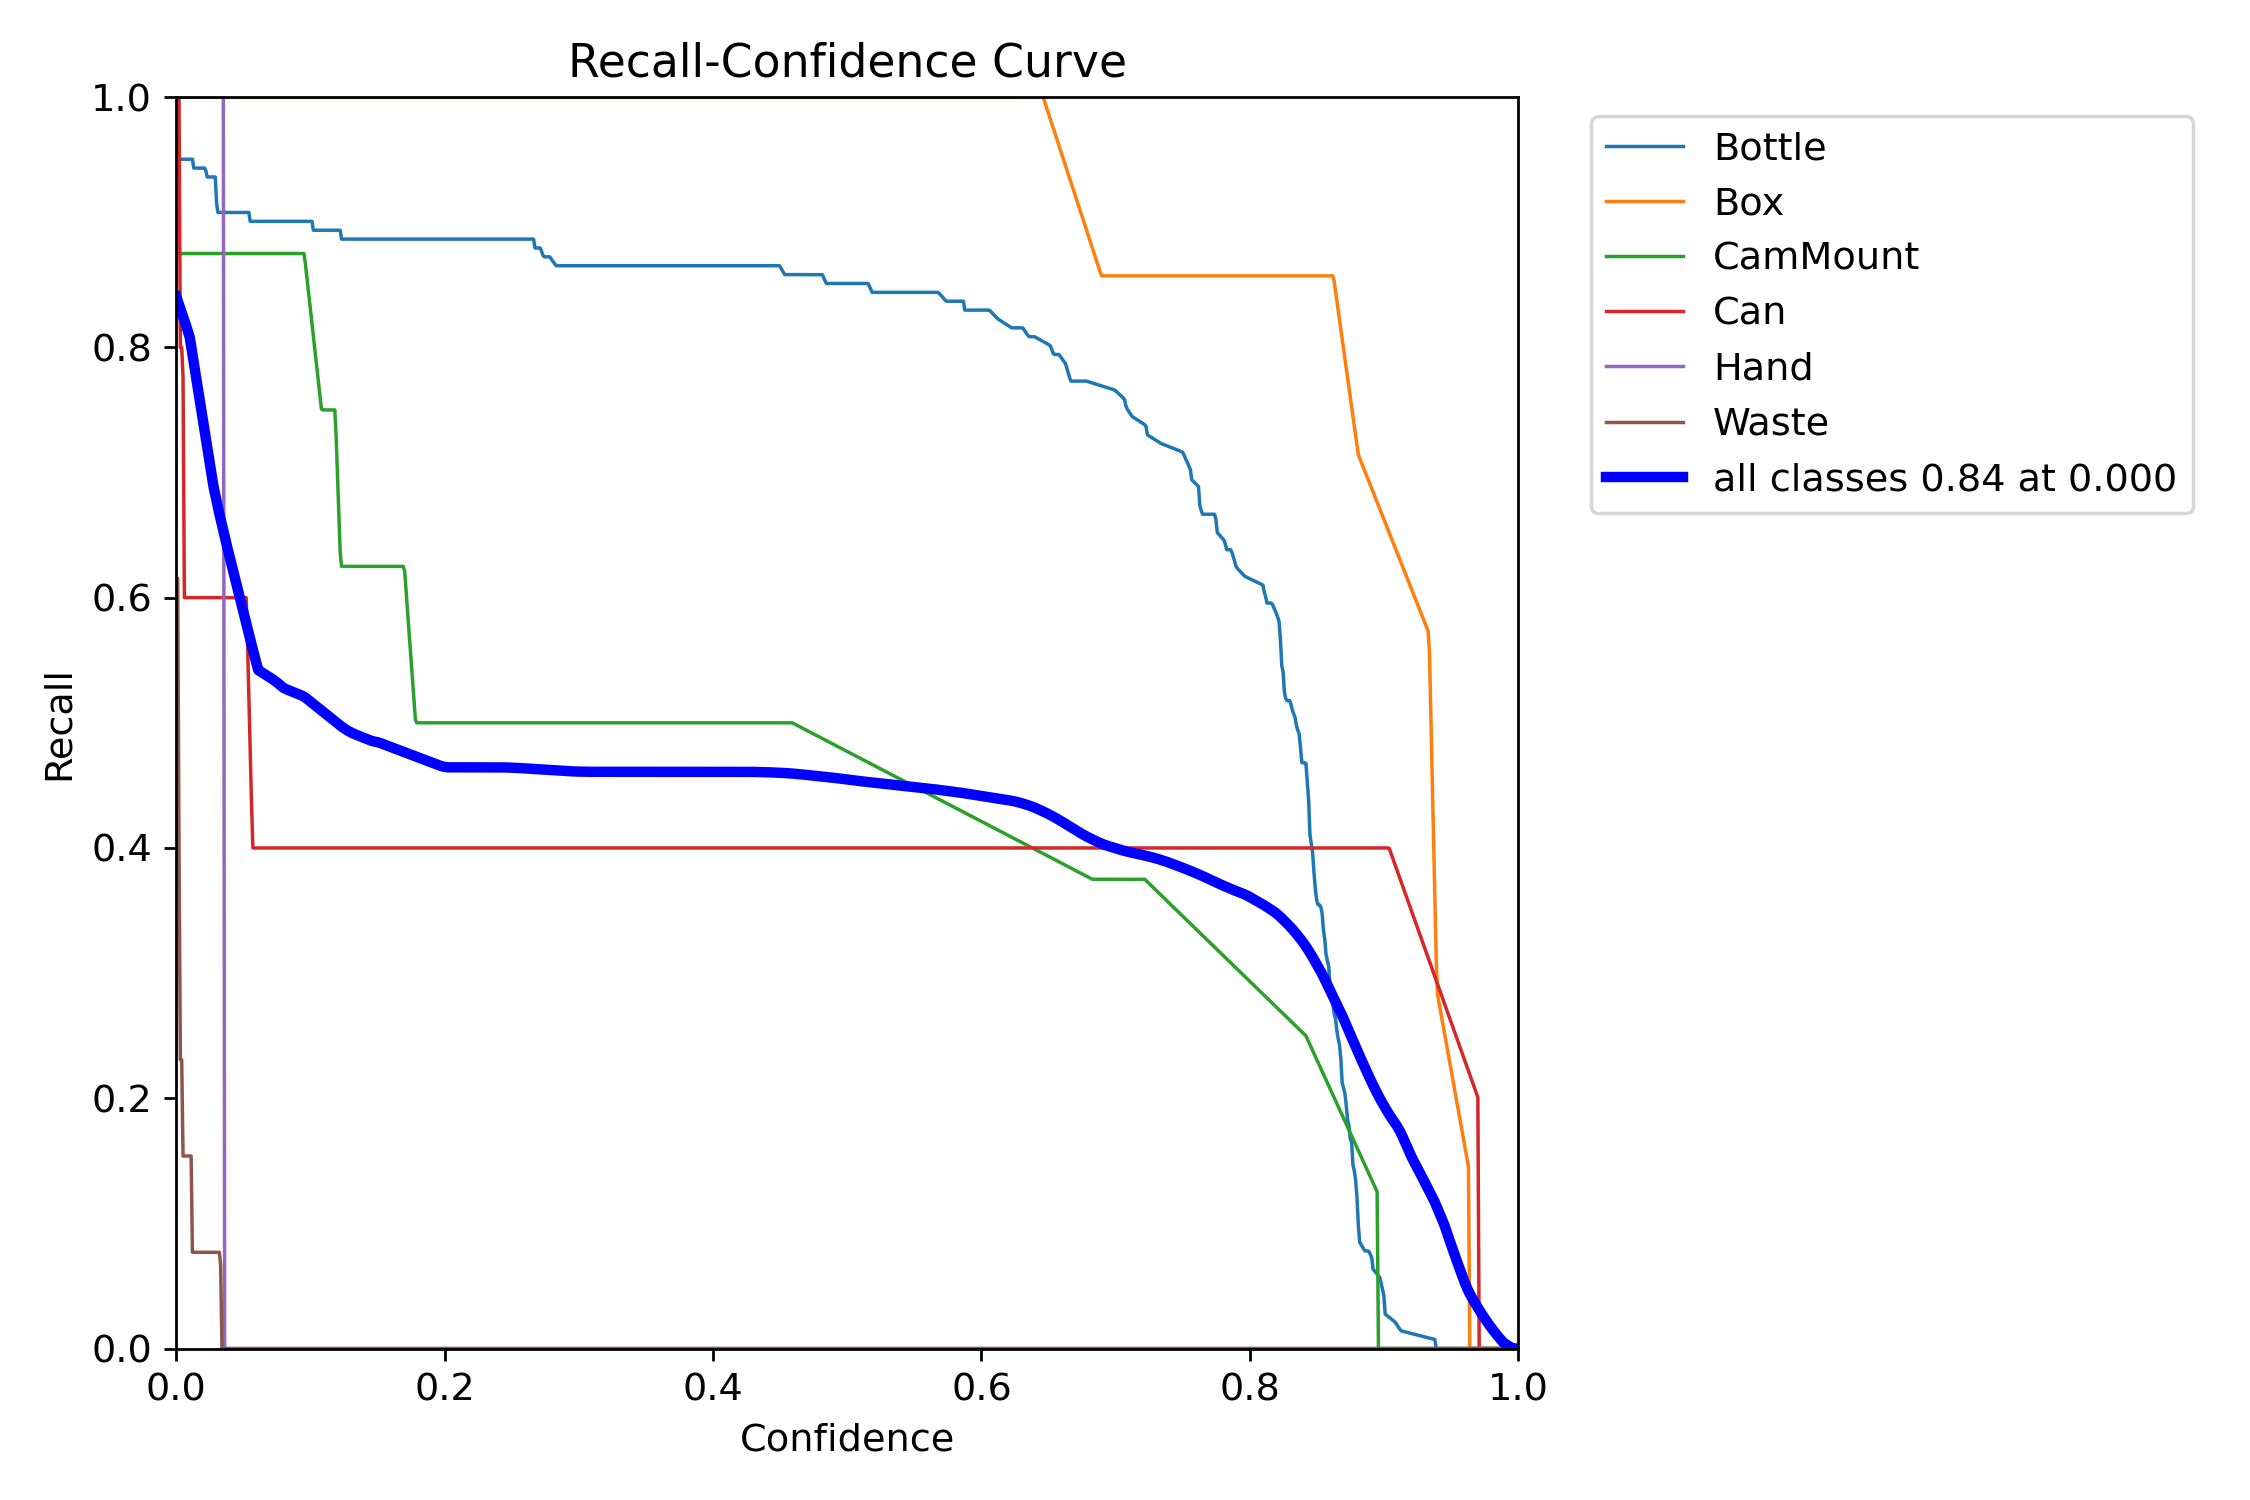 Recall-Confidence Curve
1.0
0.8
0.6
0.4
0.2
0.0
Recall
0.0 0.2 0.4 0.6 0.8 1.0
Confidence
Bottle
Box
CamMount
Can
Hand
Waste
all classes 0.84 at 0.000